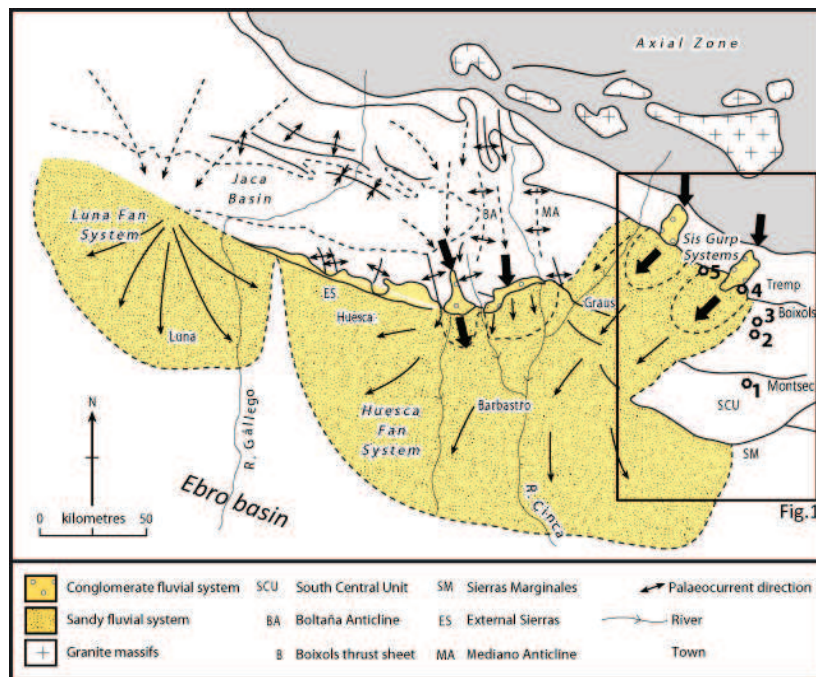 Axial Zone
Jaca
Basin
Luna Fan
System
BA
MA
Sis Gurp
Systems
5
4
Tremp
3
Boixols
2
ES
Huesca
Graus
Luna
1
Montsec
SCU
Barbastro
Huesca
Fan
System
N
R. Gállego
SM
Ebro basin
R. Cinca
0 kilometres 50
Fig.1
Conglomerate fluvial system
SCU South Central Unit
SM Sierras Marginales
Palaeocurrent direction
Sandy fluvial system
BA Boltaña Anticline
ES External Sierras
River
Granite massifs
B Boixols thrust sheet
MA Mediano Anticline
Town